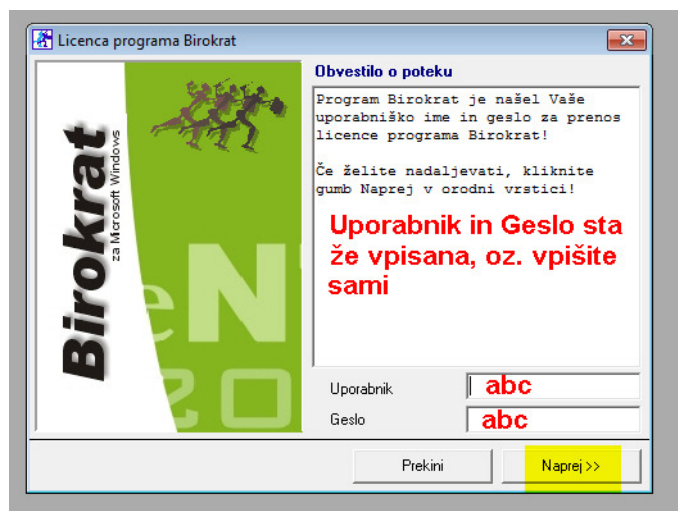 Licenca programa Birokrat
Birokrat
za Microsoft Windows
eN
20
Obvestilo o poteku
Program Birokrat je našel Vaše
uporabniško ime in geslo za prenos
licence programa Birokrat!
Če želite nadaljevati, kliknite
gumb Naprej v orodni vrstici!
Uporabnik in Geslo sta
že vpisana, oz. vpišite
sami
Uporabnik abc
Geslo abc
Prekini Naprej >>